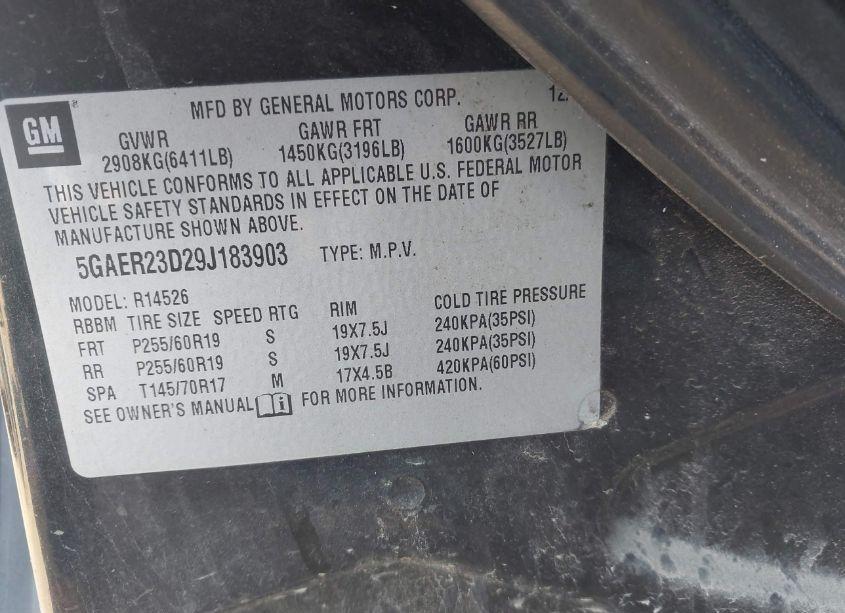 GM
MFD BY GENERAL MOTORS CORP. 12/
GVWR GAWR FRT GAWR RR
2908KG(6411LB) 1450KG(3196LB) 1600KG(3527LB)
THIS VEHICLE CONFORMS TO ALL APPLICABLE U.S. FEDERAL MOTOR
VEHICLE SAFETY STANDARDS IN EFFECT ON THE DATE OF
MANUFACTURE SHOWN ABOVE.
5GAER23D29J183903 TYPE: M.P.V.
MODEL: R14526
RBBM TIRE SIZE SPEED RTG RIM COLD TIRE PRESSURE
FRT P255/60R19 S 19X7.5J 240KPA(35PSI)
RR P255/60R19 S 19X7.5J 240KPA(35PSI)
SPA T145/70R17 M 17X4.5B 420KPA(60PSI)
SEE OWNER'S MANUAL i FOR MORE INFORMATION.